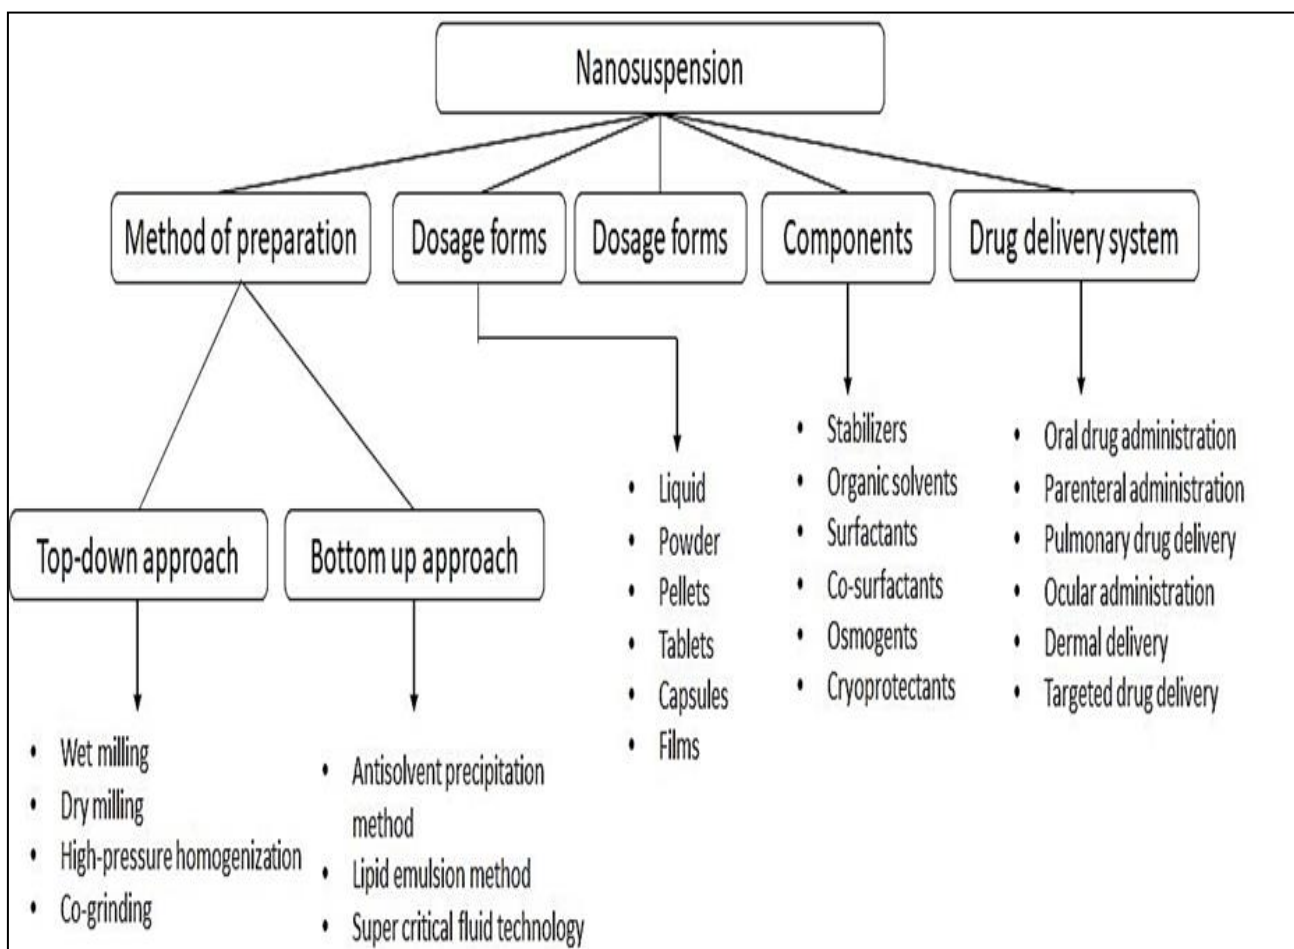 Nanosuspension
Method of preparation
Dosage forms
Dosage forms
Components
Drug delivery system
Top-down approach
Bottom up approach
• Wet milling
• Dry milling
• High-pressure homogenization
• Co-grinding
• Antisolvent precipitation
method
• Lipid emulsion method
• Super critical fluid technology
• Liquid
• Powder
• Pellets
• Tablets
• Capsules
• Films
• Stabilizers
• Organic solvents
• Surfactants
• Co-surfactants
• Osmogents
• Cryoprotectants
• Oral drug administration
• Parenteral administration
• Pulmonary drug delivery
• Ocular administration
• Dermal delivery
• Targeted drug delivery